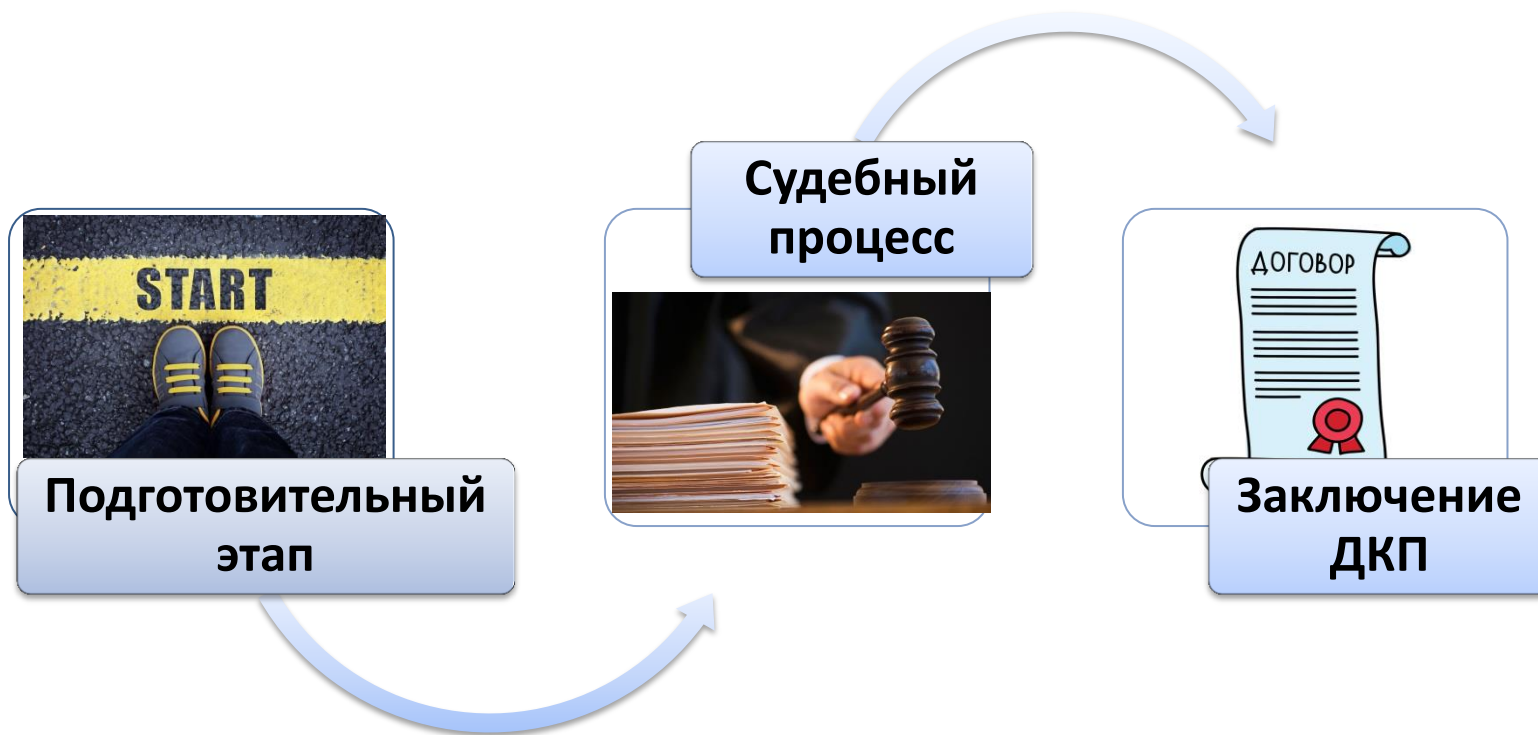 START
Подготовительный
этап
Судебный
процесс
ДОГОВОР
Заключение
ДКП